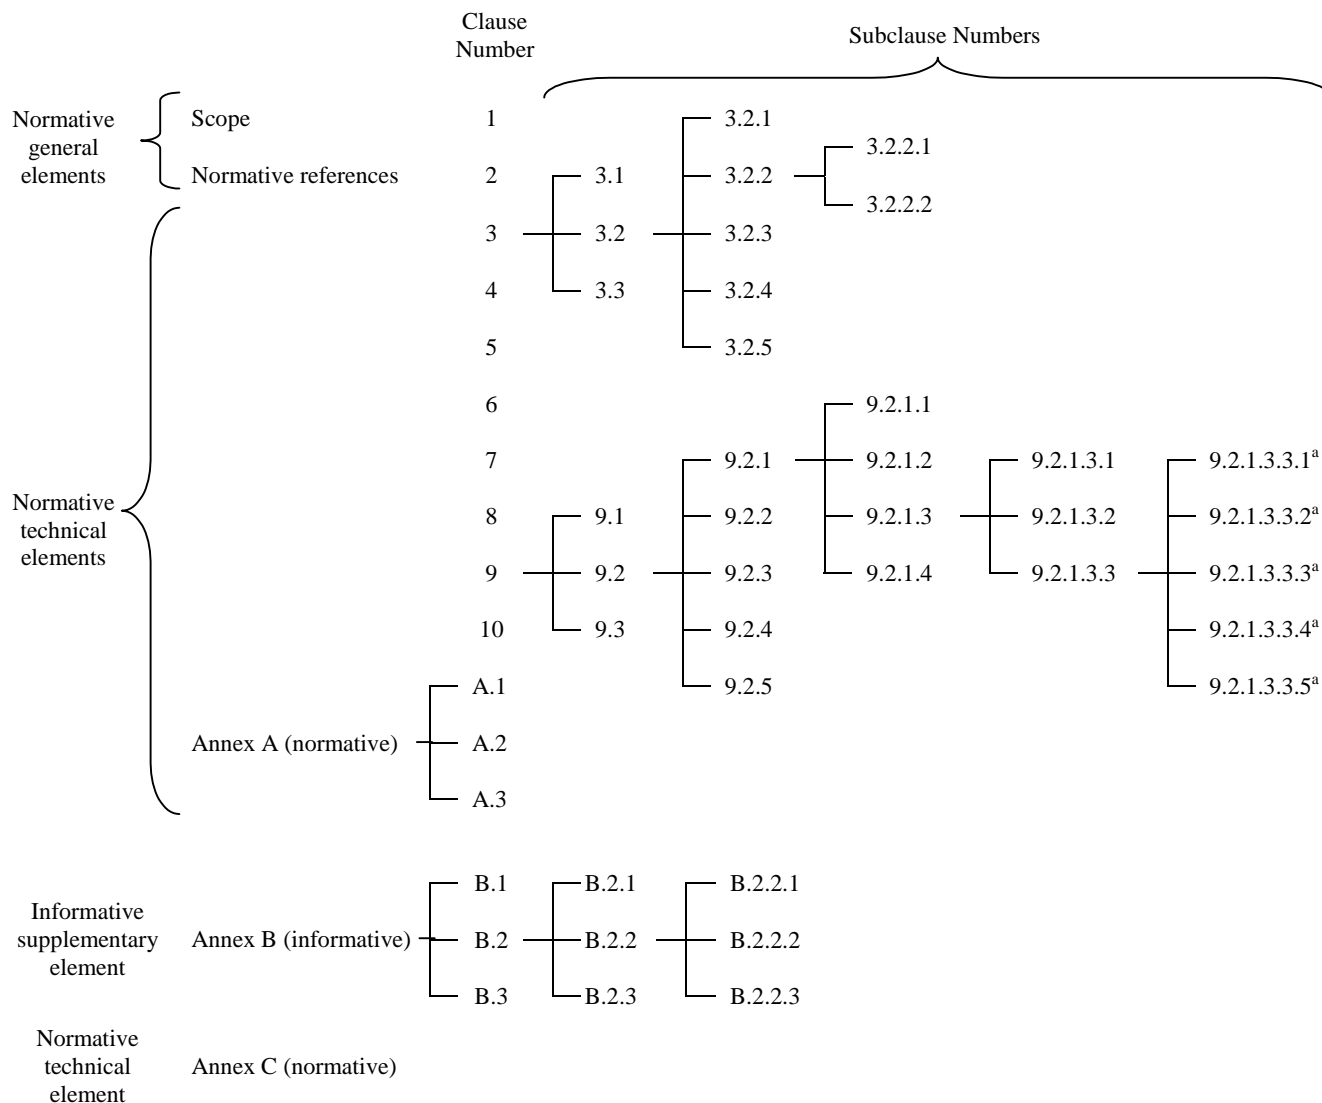 Clause
Number
Subclause Numbers
Normative
general
elements
Scope
1
3.2.1
3.2.2.1
Normative references
2
3.1
3.2.2
3.2.2.2
3
3.2
3.2.3
4
3.3
3.2.4
5
3.2.5
6
9.2.1.1
7
9.2.1
9.2.1.2
9.2.1.3.1
9.2.1.3.3.1a
Normative
technical
elements
8
9.1
9.2.2
9.2.1.3
9.2.1.3.2
9.2.1.3.3.2a
9
9.2
9.2.3
9.2.1.4
9.2.1.3.3
9.2.1.3.3.3a
10
9.3
9.2.4
9.2.1.3.3.4a
A.1
9.2.5
9.2.1.3.3.5a
Annex A (normative)
A.2
A.3
B.1
B.2.1
B.2.2.1
Informative
supplementary
element
Annex B (informative)
B.2
B.2.2
B.2.2.2
B.3
B.2.3
B.2.2.3
Normative
technical
element
Annex C (normative)